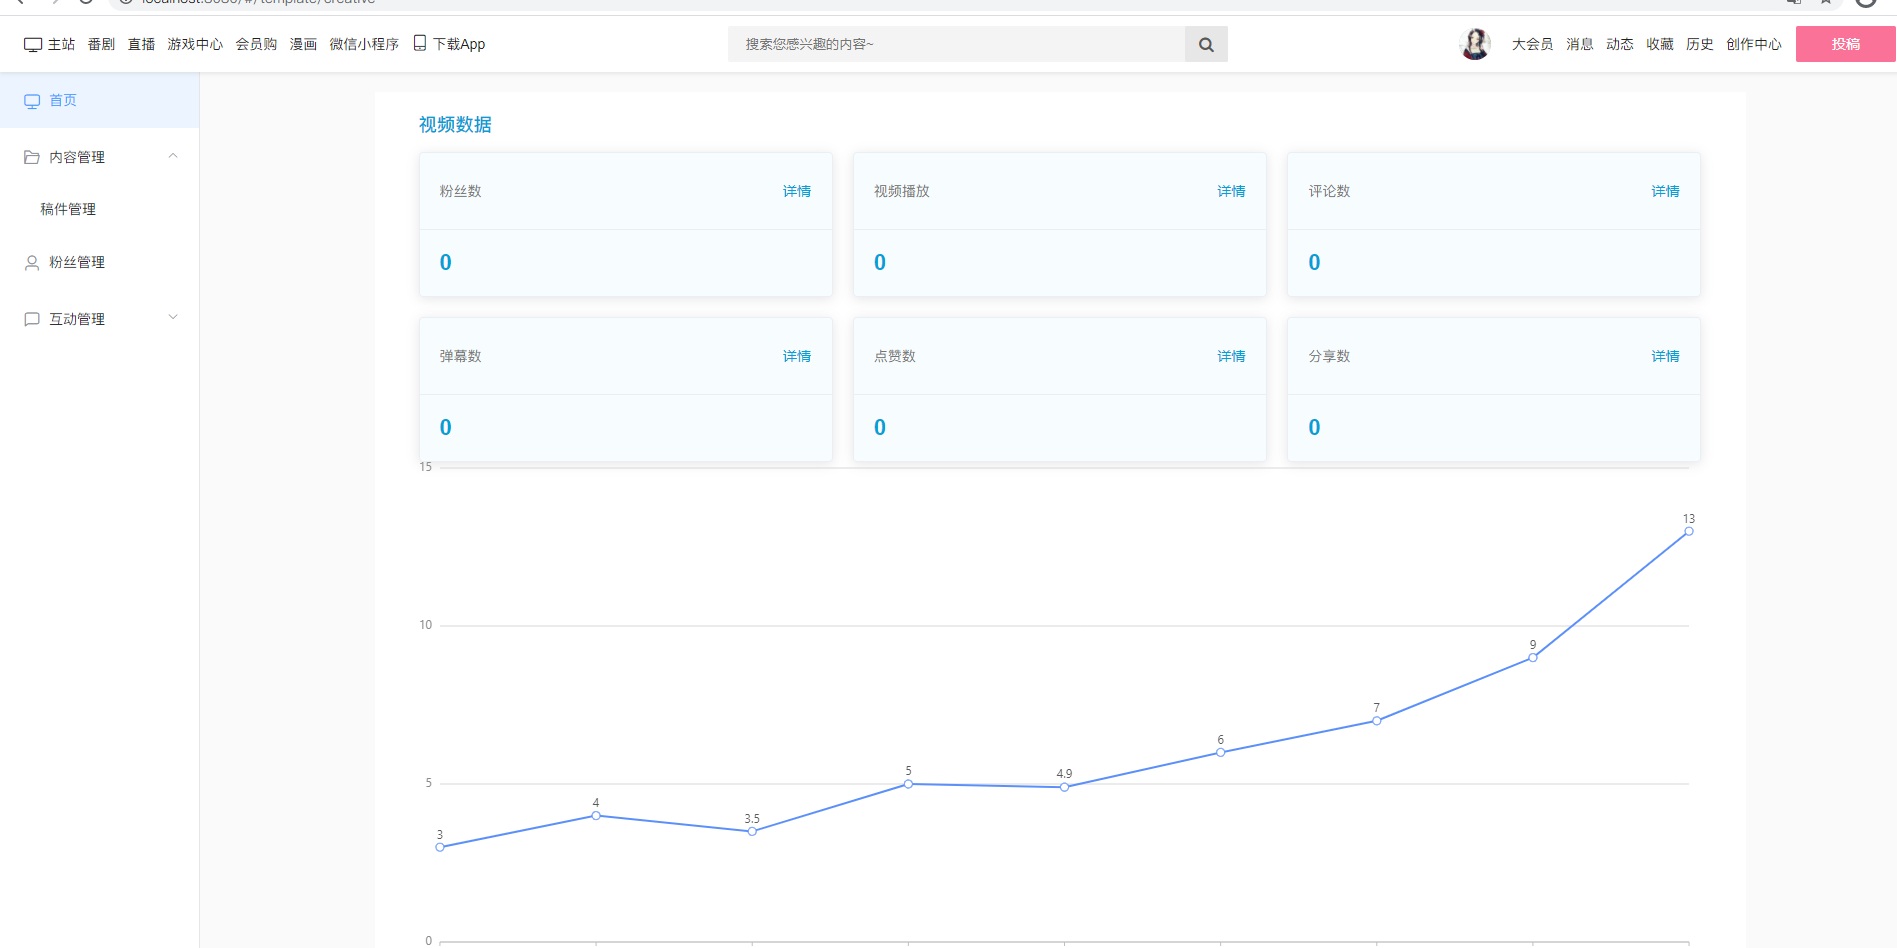 localhost:8080/#/template/creative
主站 番剧 直播 游戏中心 会员购 漫画 微信小程序 下载App 搜索您感兴趣的内容~ 大会员 消息 动态 收藏 历史 创作中心 投稿
首页
内容管理
稿件管理
粉丝管理
互动管理
视频数据
粉丝数 详情 视频播放 详情 评论数 详情
0 0 0
弹幕数 详情 点赞数 详情 分享数 详情
0 0 0
15
13
10
9
7
6
5
4.9
5
4
3.5
3
0